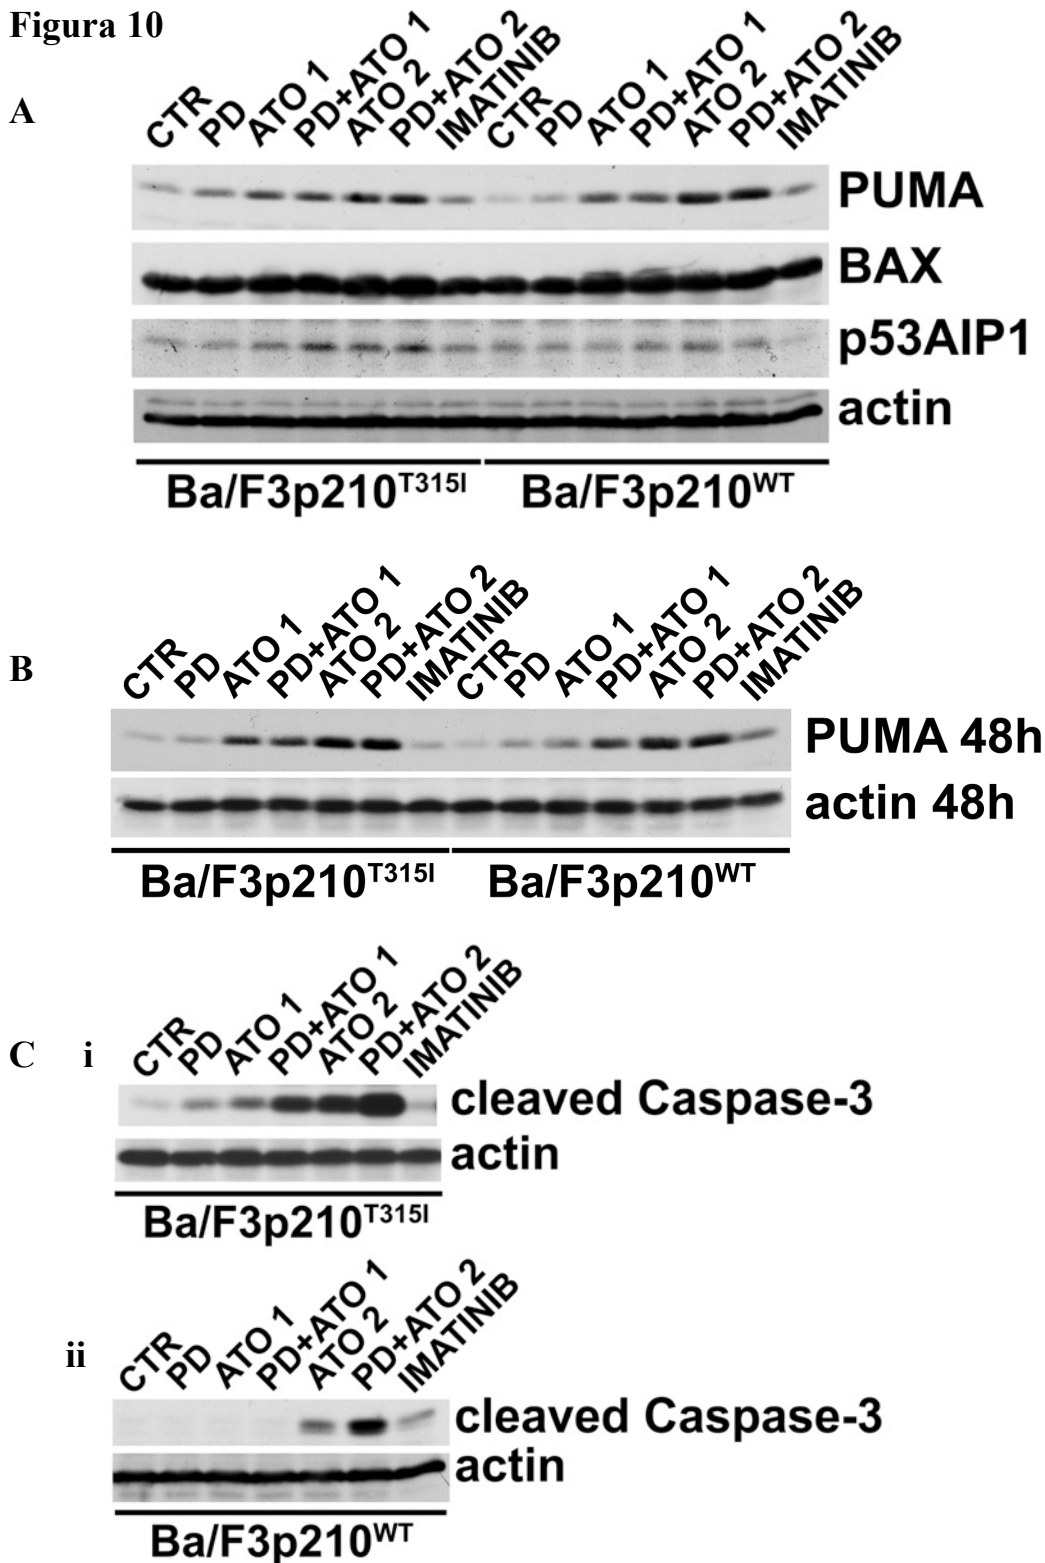 Figura 10
A
CTR PD ATO 1 PD+ATO 1 ATO 2 PD+ATO 2 IMATINIB CTR PD ATO 1 PD+ATO 1 ATO 2 PD+ATO 2 IMATINIB
PUMA
BAX
p53AIP1
actin
Ba/F3p210T315I Ba/F3p210WT
B
CTR PD ATO 1 PD+ATO 1 ATO 2 PD+ATO 2 IMATINIB CTR PD ATO 1 PD+ATO 1 ATO 2 PD+ATO 2 IMATINIB
PUMA 48h
actin 48h
Ba/F3p210T315I Ba/F3p210WT
C i
CTR PD ATO 1 PD+ATO 1 ATO 2 PD+ATO 2 IMATINIB
cleaved Caspase-3
actin
Ba/F3p210T315I
ii
CTR PD ATO 1 PD+ATO 1 ATO 2 PD+ATO 2 IMATINIB
cleaved Caspase-3
actin
Ba/F3p210WT